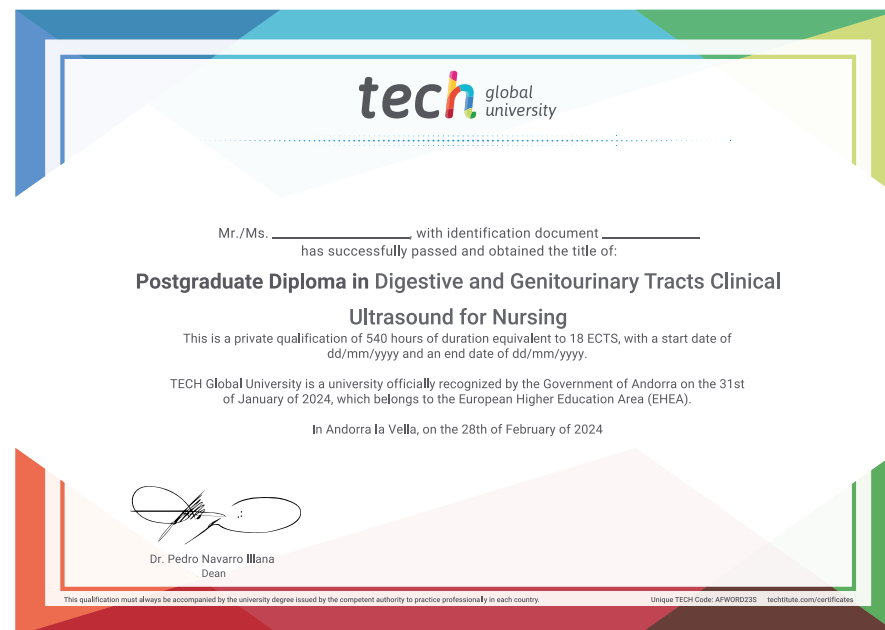 tech global university
Mr./Ms. ____________, with identification document ____________
has successfully passed and obtained the title of:
Postgraduate Diploma in Digestive and Genitourinary Tracts Clinical
Ultrasound for Nursing
This is a private qualification of 540 hours of duration equivalent to 18 ECTS, with a start date of
dd/mm/yyyy and an end date of dd/mm/yyyy.
TECH Global University is a university officially recognized by the Government of Andorra on the 31st
of January of 2024, which belongs to the European Higher Education Area (EHEA).
In Andorra la Vella, on the 28th of February of 2024
Dr. Pedro Navarro Illana
Dean
This qualification must always be accompanied by the university degree issued by the competent authority to practice professionally in each country.
Unique TECH Code: AFWORD23S techtitute.com/certificates